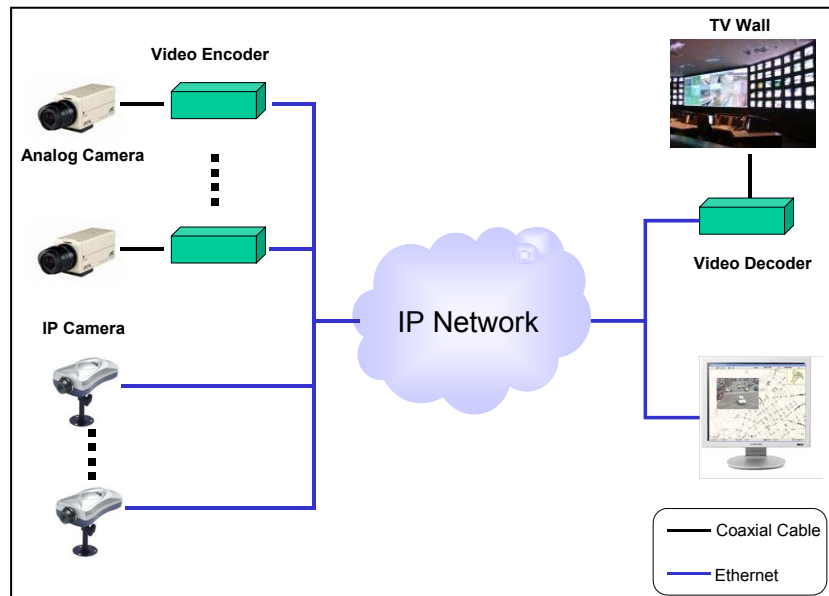 TV Wall
Video Encoder
Analog Camera
Video Decoder
IP Network
IP Camera
Coaxial Cable
Ethernet